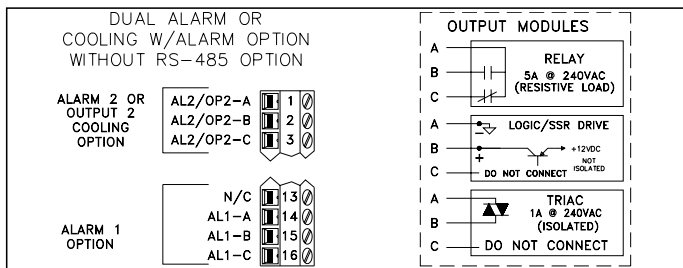 DUAL ALARM OR
COOLING W/ALARM OPTION
WITHOUT RS-485 OPTION
ALARM 2 OR
OUTPUT 2
COOLING
OPTION
AL2/OP2-A 1
AL2/OP2-B 2
AL2/OP2-C 3
ALARM 1
OPTION
N/C 13
AL1-A 14
AL1-B 15
AL1-C 16
OUTPUT MODULES
A
B
C
RELAY
5A @ 240VAC
(RESISTIVE LOAD)
A
B
C
- LOGIC/SSR DRIVE
+ +12VDC
NOT
ISOLATED
DO NOT CONNECT
A
B
C
TRIAC
1A @ 240VAC
(ISOLATED)
DO NOT CONNECT